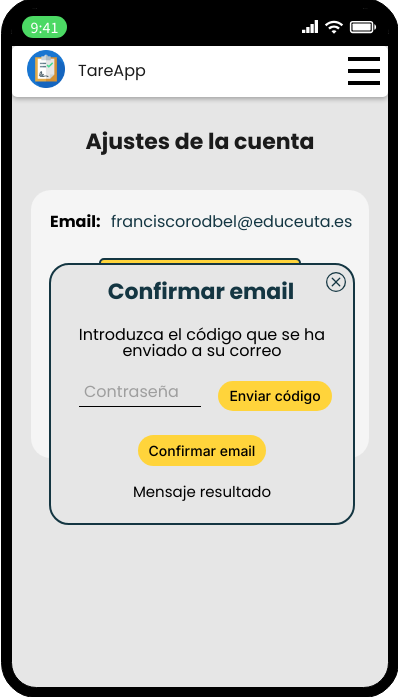 9:41
TareApp
Ajustes de la cuenta
Email: franciscorodbel@educeuta.es
Confirmar email
Introduzca el código que se ha
enviado a su correo
Contraseña
Enviar código
Confirmar email
Mensaje resultado